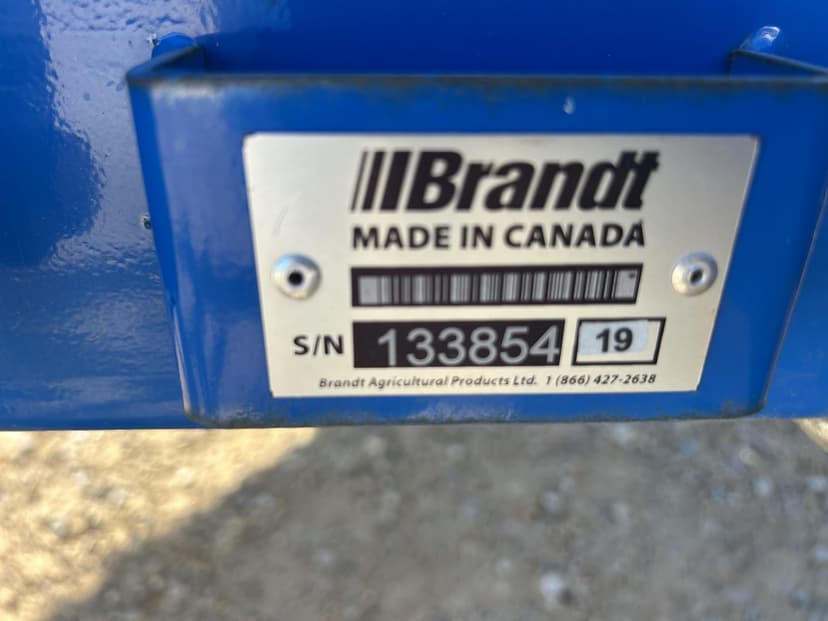 Brandt
MADE IN CANADA
S/N 133854 19
Brandt Agricultural Products Ltd. 1 (866) 427-2638